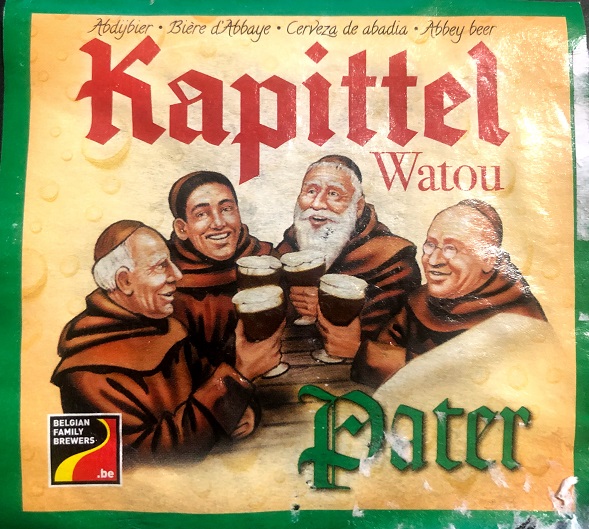 Abdijbier • Bière d'Abbaye • Cerveza de abadia • Abbey beer
Kapittel
Watou
Pater
BELGIAN
FAMILY
BREWERS
.be